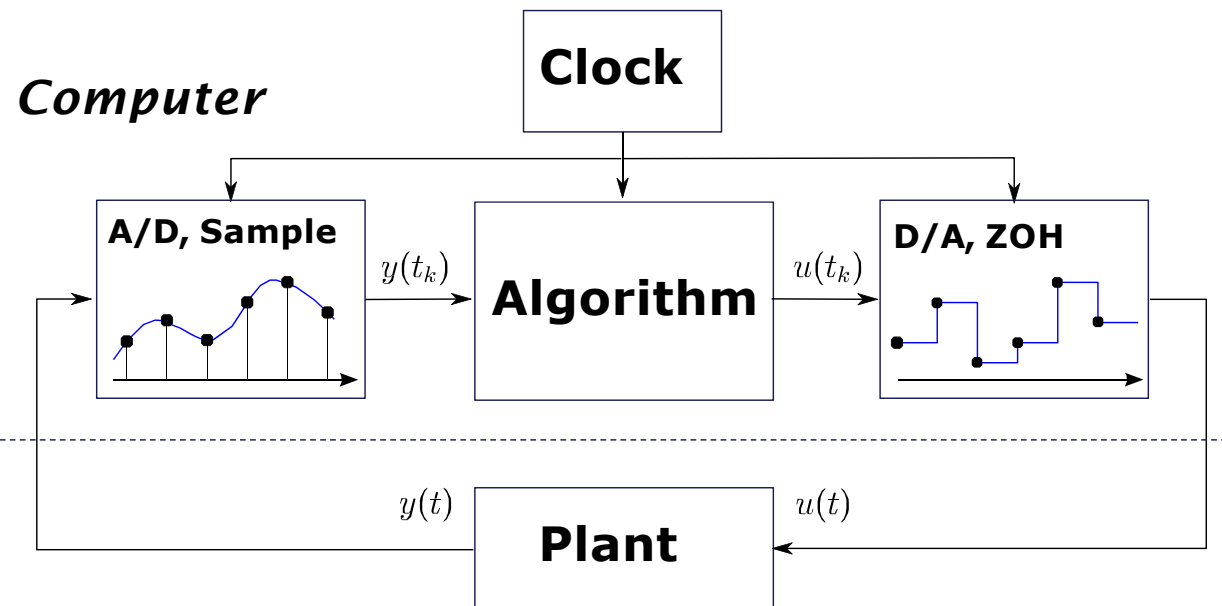 Clock
Computer
A/D, Sample
D/A, ZOH
y(t_k)
u(t_k)
Algorithm
y(t)
u(t)
Plant